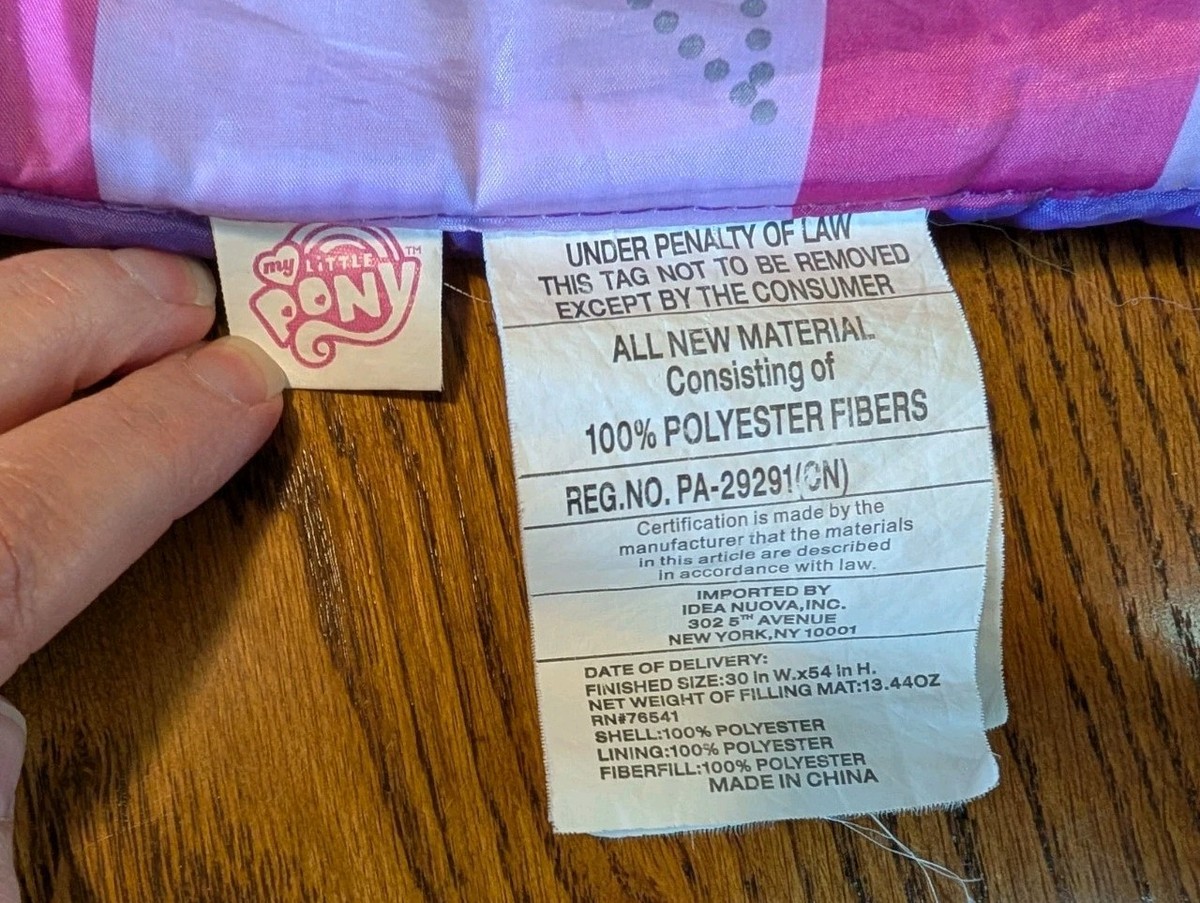 my LITTLE PONY™
UNDER PENALTY OF LAW
THIS TAG NOT TO BE REMOVED
EXCEPT BY THE CONSUMER
ALL NEW MATERIAL
Consisting of
100% POLYESTER FIBERS
REG.NO. PA-29291(CN)
Certification is made by the
manufacturer that the materials
in this article are described
in accordance with law.
IMPORTED BY
IDEA NUOVA,INC.
302 5TH AVENUE
NEW YORK,NY 10001
DATE OF DELIVERY:
FINISHED SIZE:30 in W.x54 in H.
NET WEIGHT OF FILLING MAT:13.44OZ
RN#76541
SHELL:100% POLYESTER
LINING:100% POLYESTER
FIBERFILL:100% POLYESTER
MADE IN CHINA